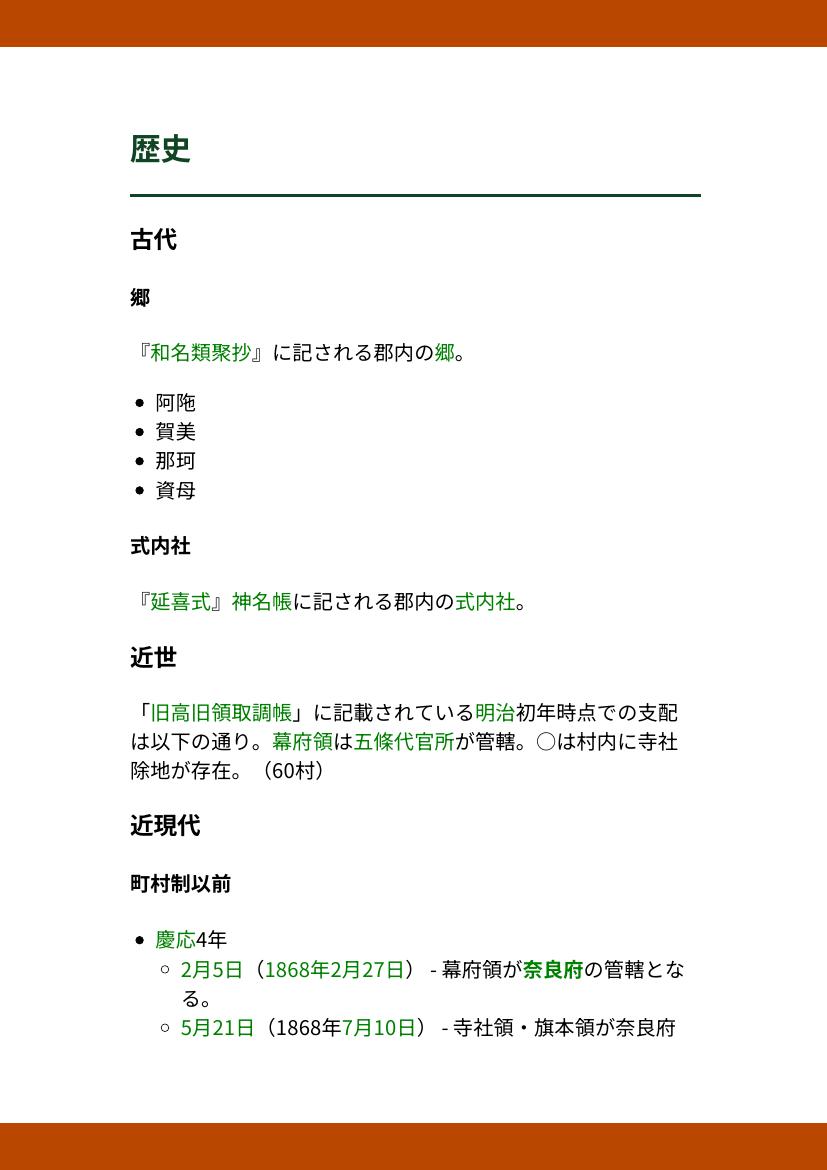 歴史
古代
郷
『和名類聚抄』に記される郡内の郷。
阿陁
賀美
那珂
資母
式内社
『延喜式』神名帳に記される郡内の式内社。
近世
「旧高旧領取調帳」に記載されている明治初年時点での支配
は以下の通り。幕府領は五條代官所が管轄。○は村内に寺社
除地が存在。（60村）
近現代
町村制以前
慶応4年
2月5日（1868年2月27日） - 幕府領が奈良府の管轄とな
る。
5月21日（1868年7月10日） - 寺社領・旗本領が奈良府